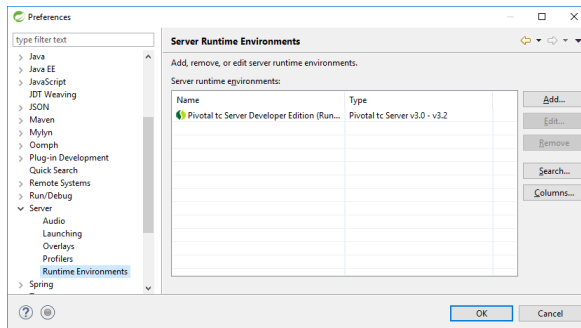 Preferences
type filter text
Java
Java EE
JavaScript
JDT Weaving
JSON
Maven
Mylyn
Oomph
Plug-in Development
Quick Search
Remote Systems
Run/Debug
Server
Audio
Launching
Overlays
Profilers
Runtime Environments
Spring
Server Runtime Environments
Add, remove, or edit server runtime environments.
Server runtime environments:
Name Type
Pivotal tc Server Developer Edition (Run... Pivotal tc Server v3.0 - v3.2
Add...
Edit...
Remove
Search...
Columns...
OK Cancel